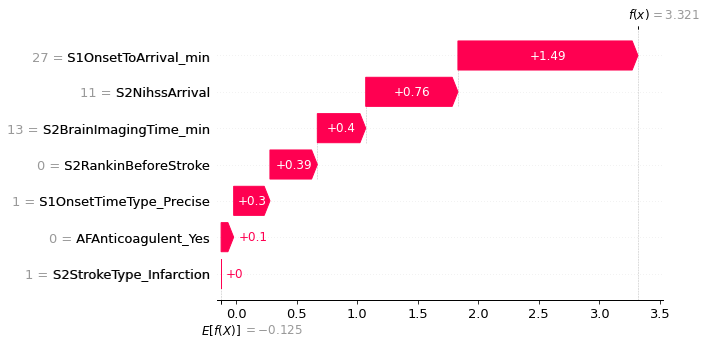 f(x) = 3.321
27 = S1OnsetToArrival_min
+1.49
11 = S2NihssArrival
+0.76
13 = S2BrainImagingTime_min
+0.4
0 = S2RankinBeforeStroke
+0.39
1 = S1OnsetTimeType_Precise
+0.3
0 = AFAnticoagulent_Yes
+0.1
1 = S2StrokeType_Infarction
+0
0.0 0.5 1.0 1.5 2.0 2.5 3.0 3.5
E[f(X)] = −0.125